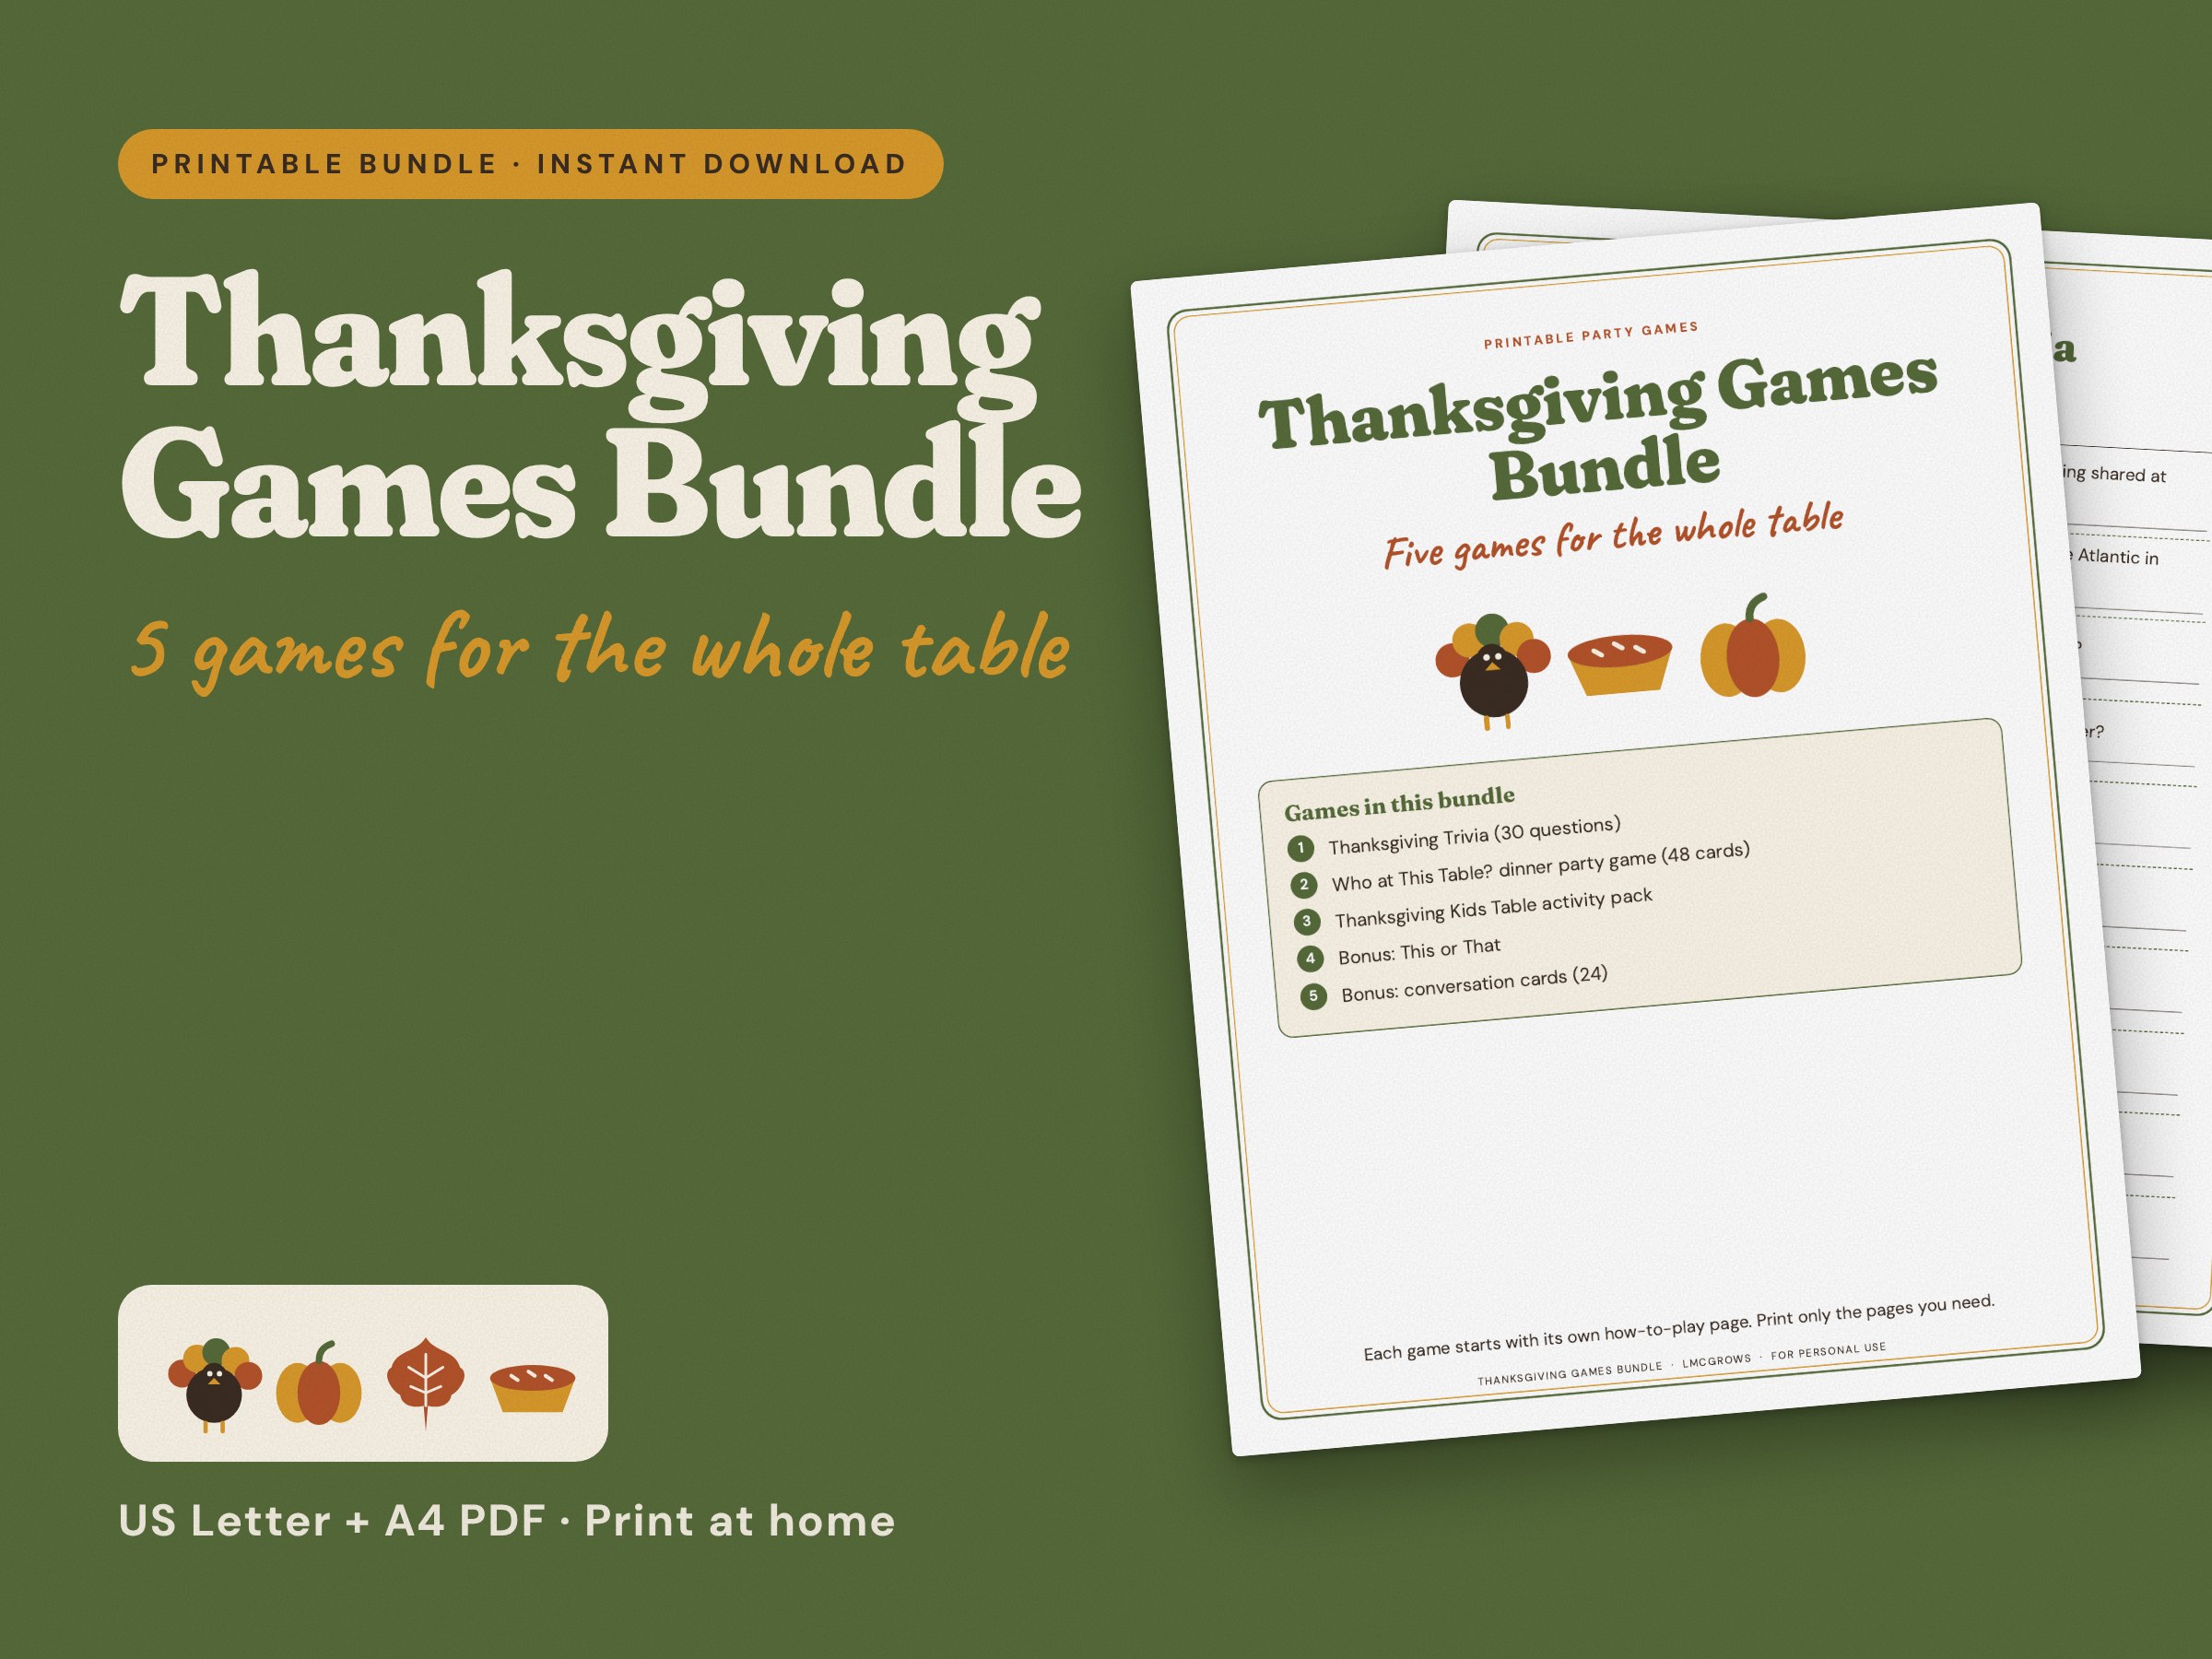 PRINTABLE BUNDLE · INSTANT DOWNLOAD
Thanksgiving
Games Bundle
5 games for the whole table
US Letter + A4 PDF · Print at home
PRINTABLE PARTY GAMES
Thanksgiving Games
Bundle
Five games for the whole table
Games in this bundle
1 Thanksgiving Trivia (30 questions)
2 Who at This Table? dinner party game (48 cards)
3 Thanksgiving Kids Table activity pack
4 Bonus: This or That
5 Bonus: conversation cards (24)
Each game starts with its own how-to-play page. Print only the pages you need.
THANKSGIVING GAMES BUNDLE · LMCGROWS · FOR PERSONAL USE
shared at
Atlantic in